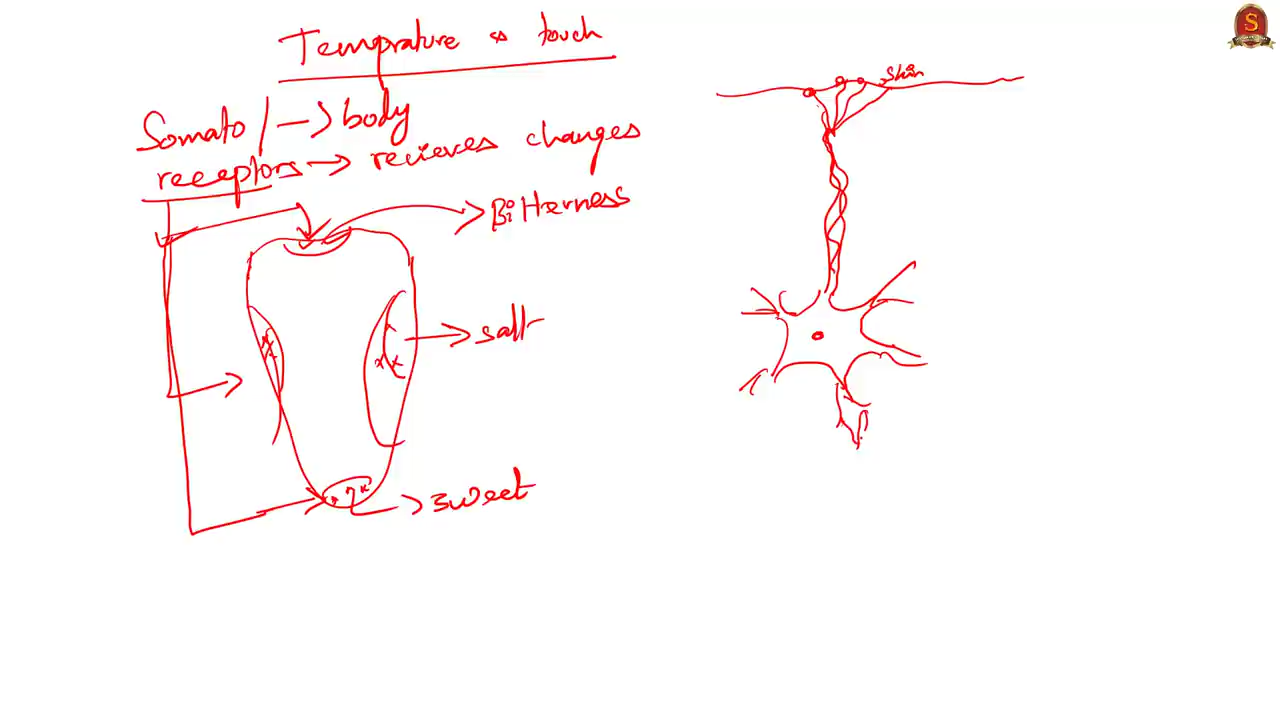 Temprature & touch
Somato / → body
receptors → recieves changes
Bitterness
salt
sweet
skin
S